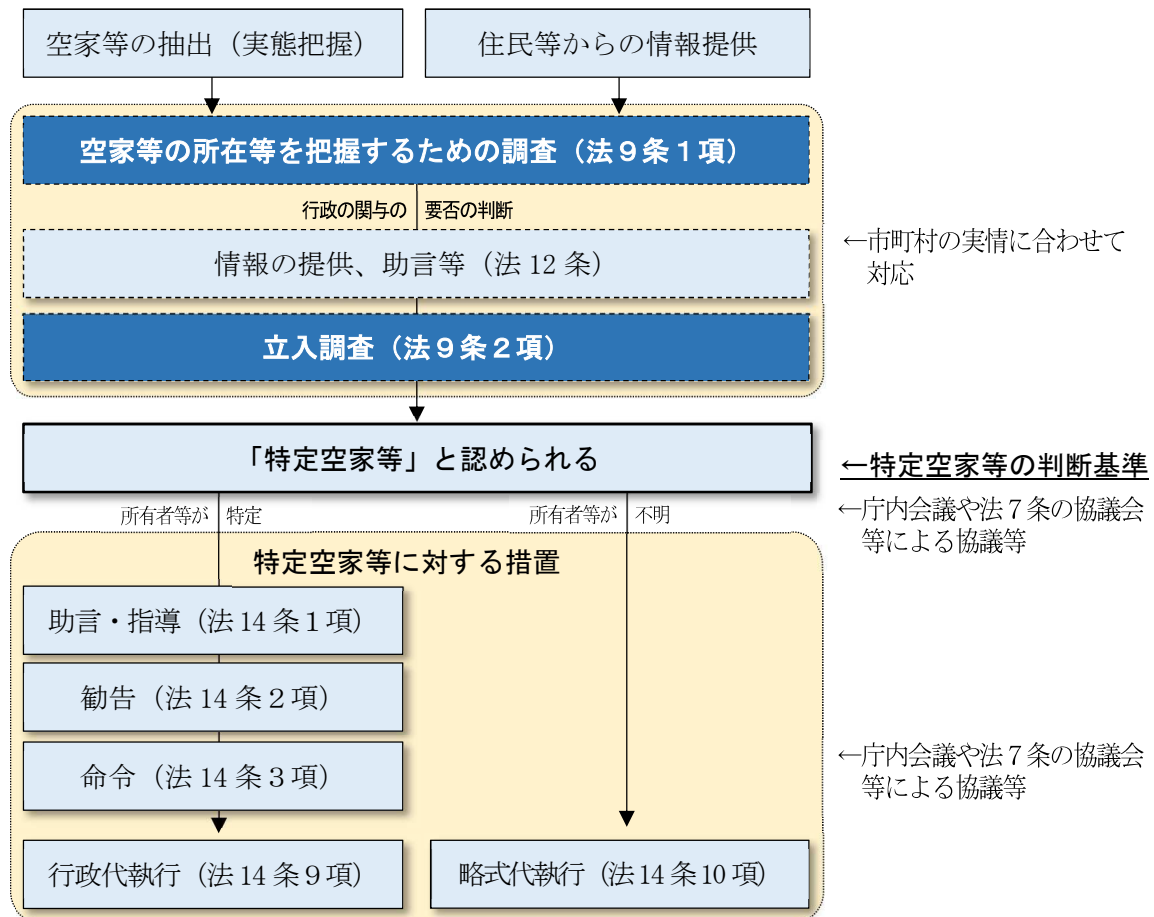 空家等の抽出（実態把握）
住民等からの情報提供
空家等の所在等を把握するための調査（法９条１項）
行政の関与の 要否の判断
情報の提供、助言等（法 12 条）
←市町村の実情に合わせて
対応
立入調査（法９条２項）
「特定空家等」と認められる
←特定空家等の判断基準
所有者等が 特定
所有者等が 不明
←庁内会議や法７条の協議会
等による協議等
特定空家等に対する措置
助言・指導（法 14 条１項）
勧告（法 14 条２項）
命令（法 14 条３項）
←庁内会議や法７条の協議会
等による協議等
行政代執行（法 14 条９項）
略式代執行（法 14 条 10 項）